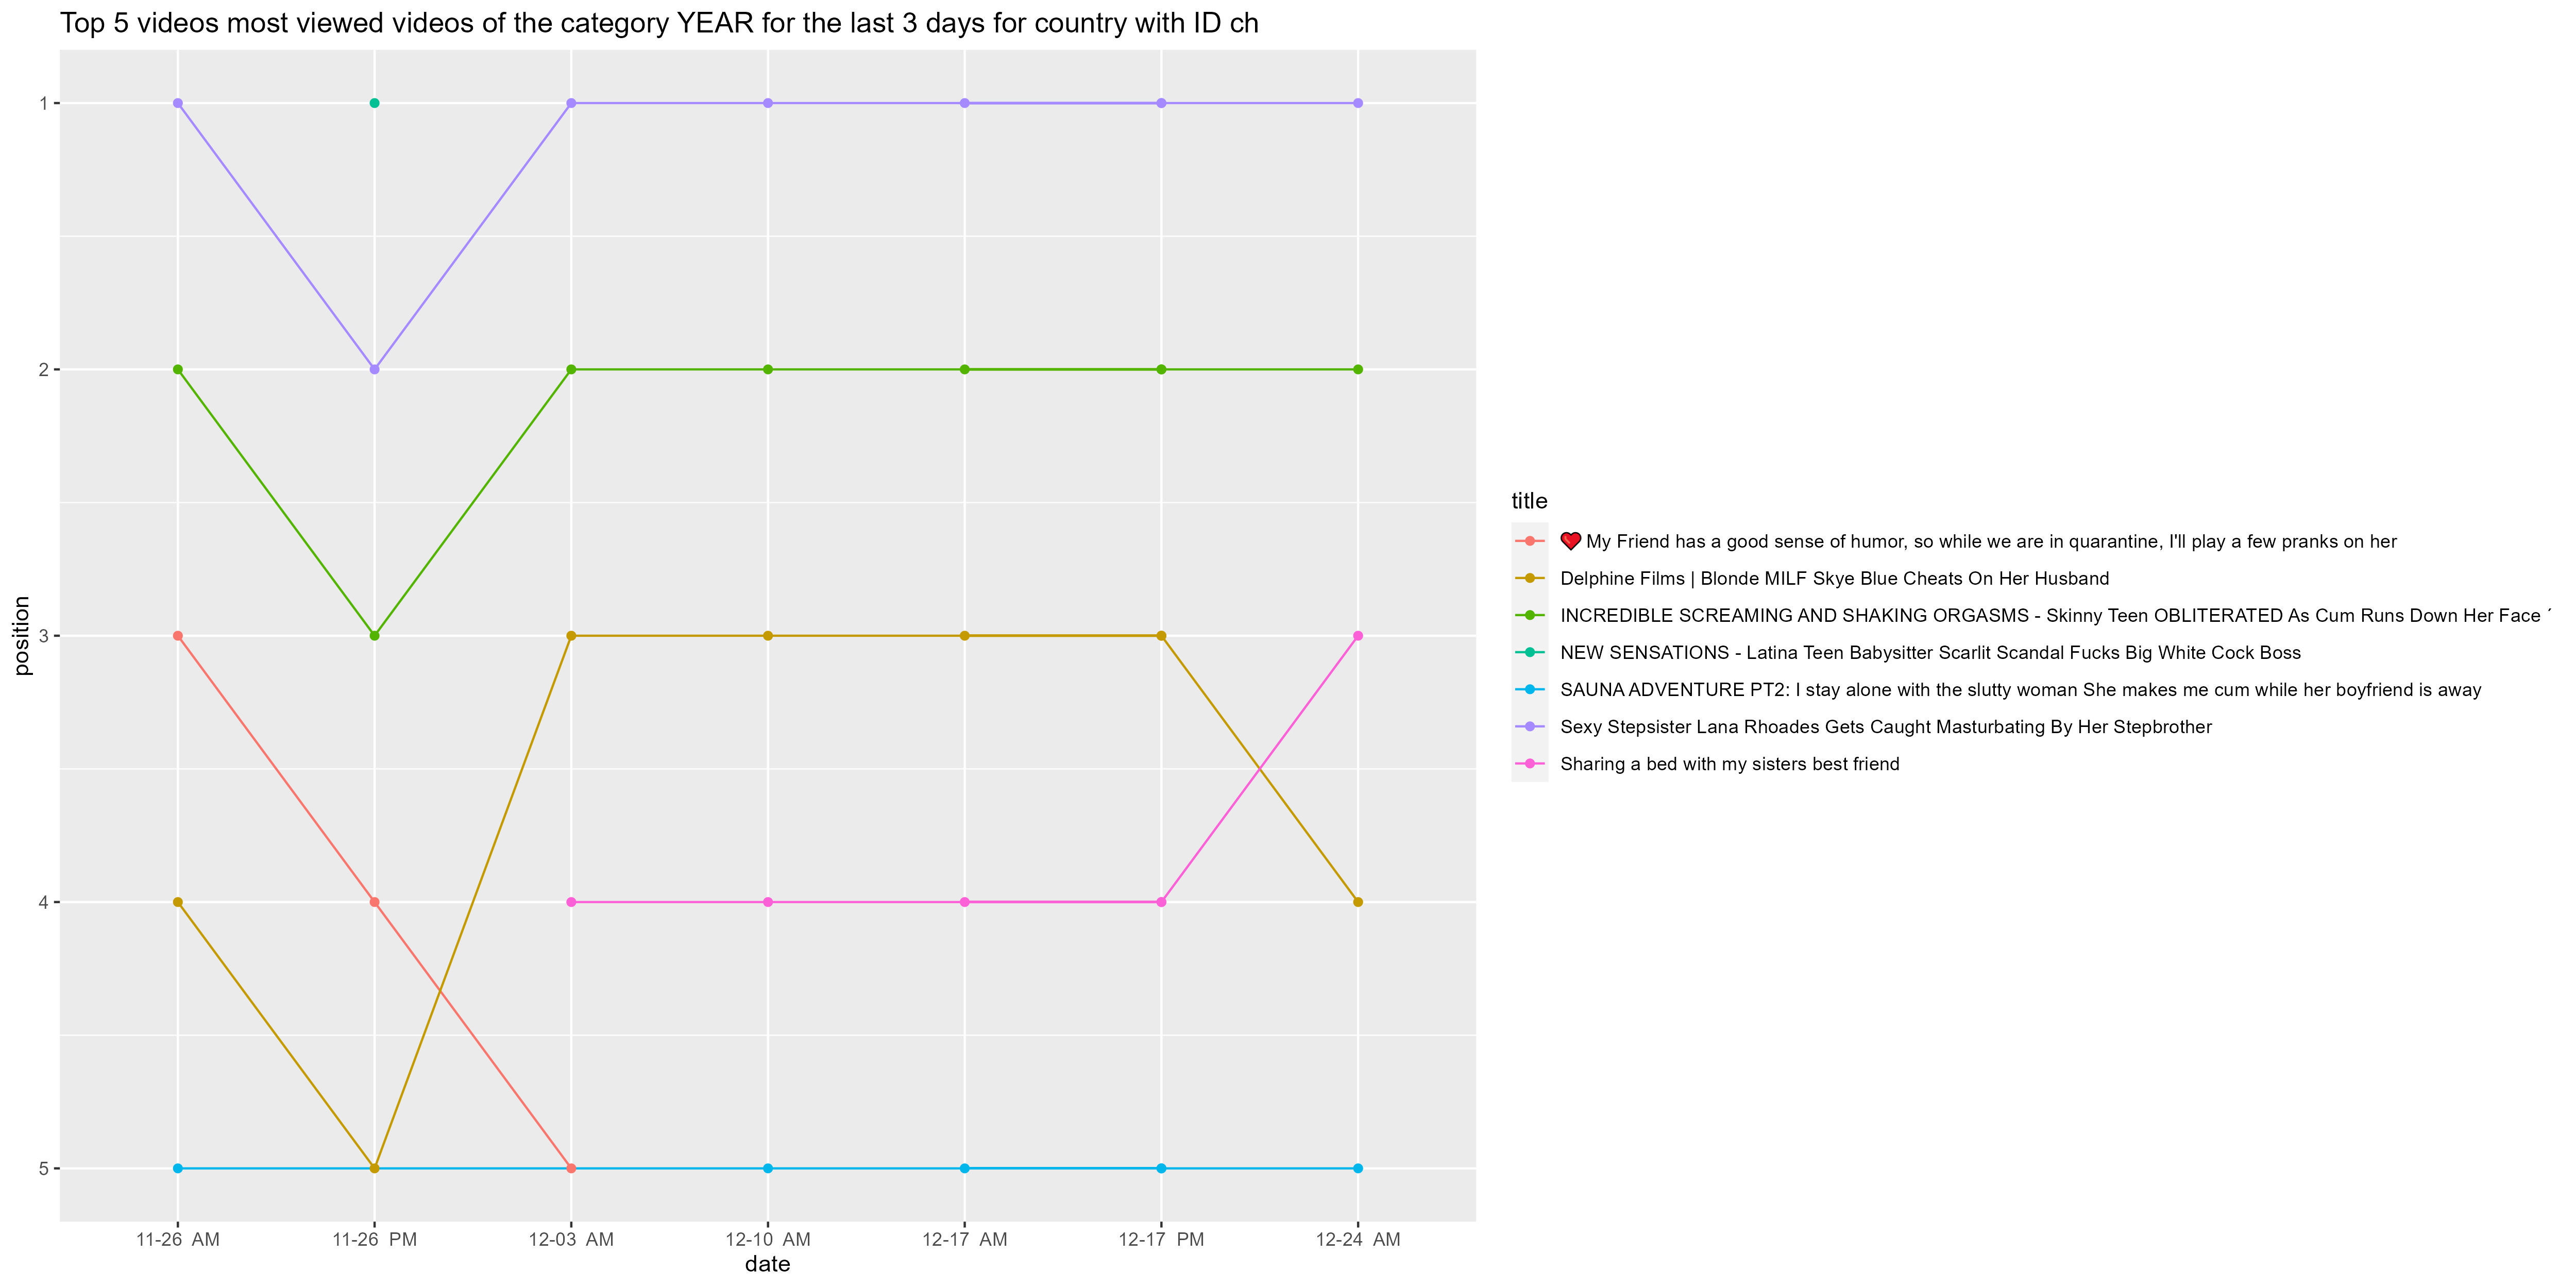 Top 5 videos most viewed videos of the category YEAR for the last 3 days for country with ID ch
1
2
3
4
5
position
11-26 AM
11-26 PM
12-03 AM
12-10 AM
12-17 AM
12-17 PM
12-24 AM
date
title
❤️ My Friend has a good sense of humor, so while we are in quarantine, I'll play a few pranks on her
Delphine Films | Blonde MILF Skye Blue Cheats On Her Husband
INCREDIBLE SCREAMING AND SHAKING ORGASMS - Skinny Teen OBLITERATED As Cum Runs Down Her Face ´
NEW SENSATIONS - Latina Teen Babysitter Scarlit Scandal Fucks Big White Cock Boss
SAUNA ADVENTURE PT2: I stay alone with the slutty woman She makes me cum while her boyfriend is away
Sexy Stepsister Lana Rhoades Gets Caught Masturbating By Her Stepbrother
Sharing a bed with my sisters best friend